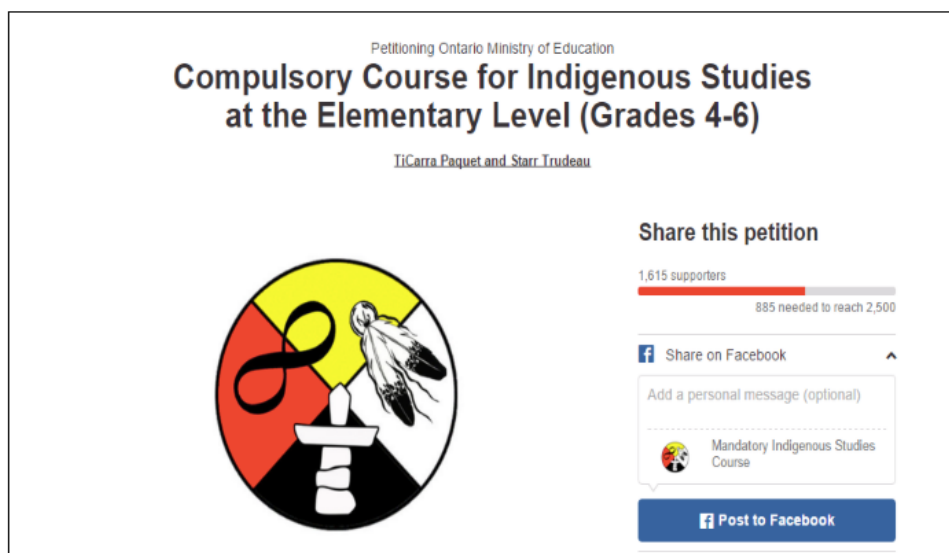 Petitioning Ontario Ministry of Education
Compulsory Course for Indigenous Studies
at the Elementary Level (Grades 4-6)
TiCarra Paquet and Starr Trudeau
Share this petition
1,615 supporters
885 needed to reach 2,500
Share on Facebook
Add a personal message (optional)
Mandatory Indigenous Studies
Course
Post to Facebook